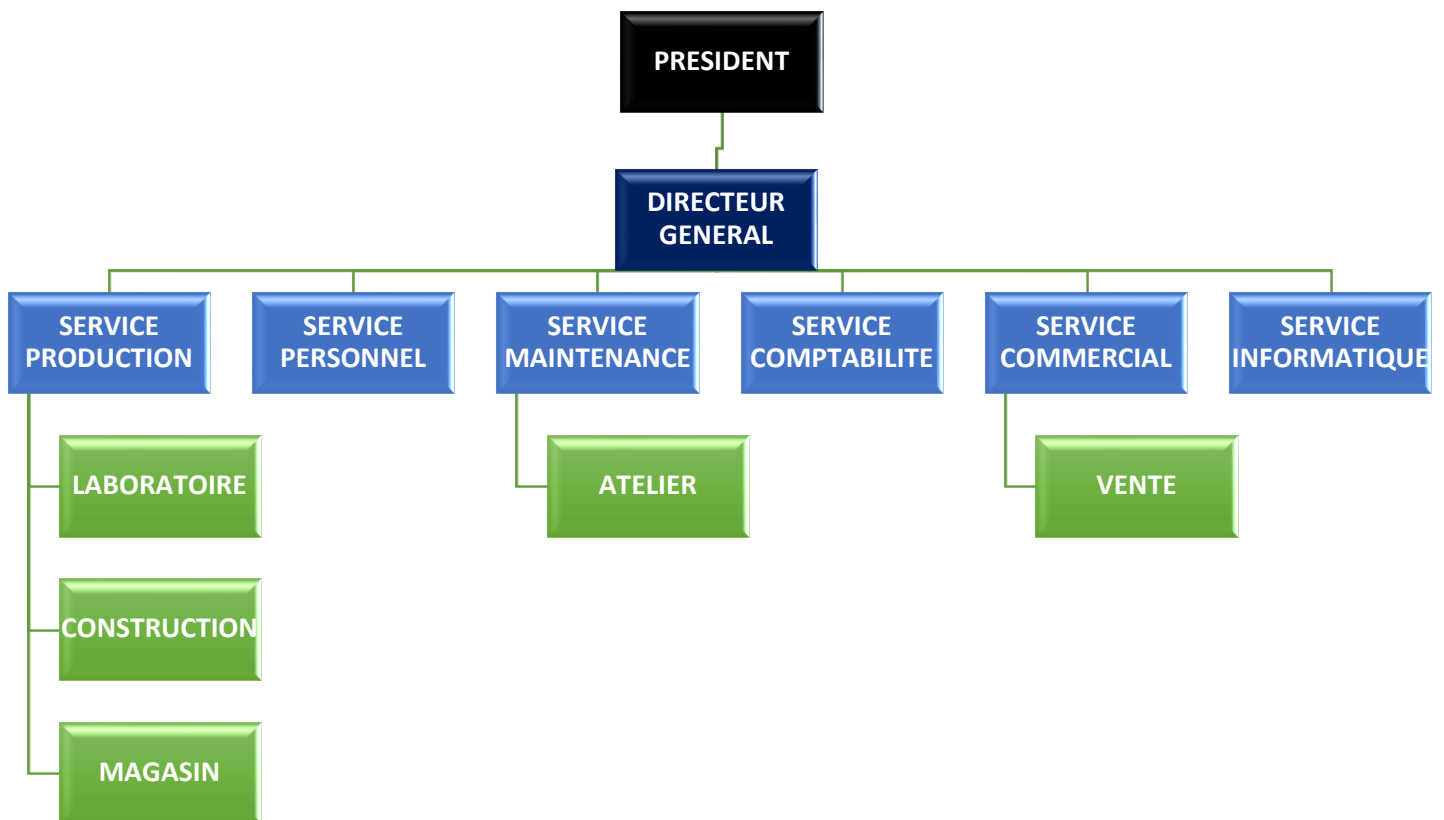 PRESIDENT
DIRECTEUR
GENERAL
SERVICE
PRODUCTION
SERVICE
PERSONNEL
SERVICE
MAINTENANCE
SERVICE
COMPTABILITE
SERVICE
COMMERCIAL
SERVICE
INFORMATIQUE
LABORATOIRE
ATELIER
VENTE
CONSTRUCTION
MAGASIN